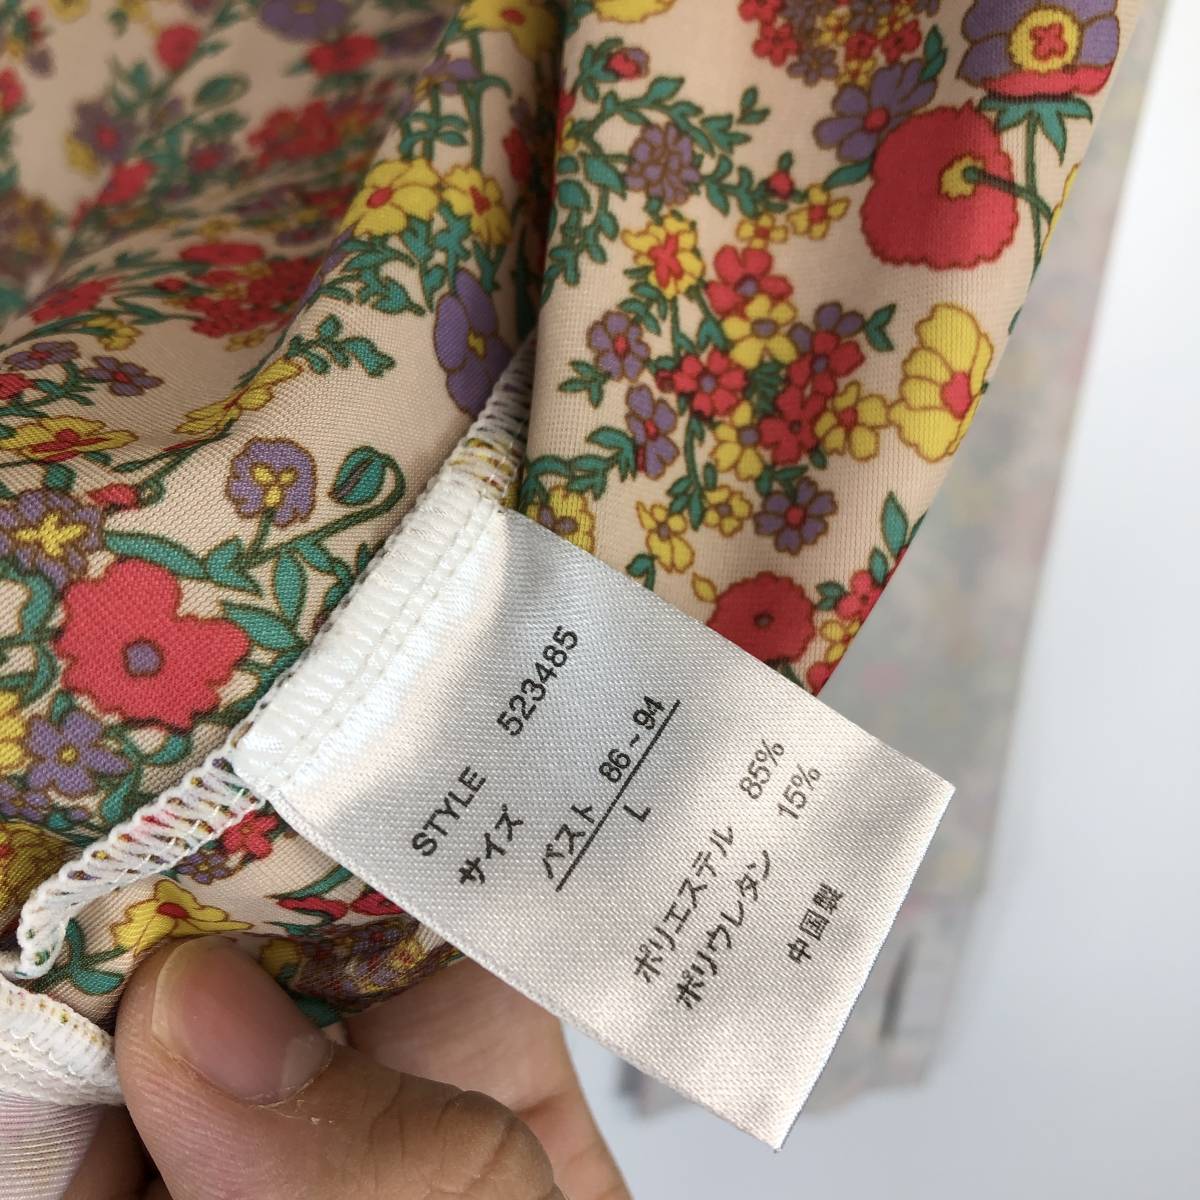 STYLE 523485
サイズ
バスト 86～94
L
ポリエステル 85%
ポリウレタン 15%
中国製